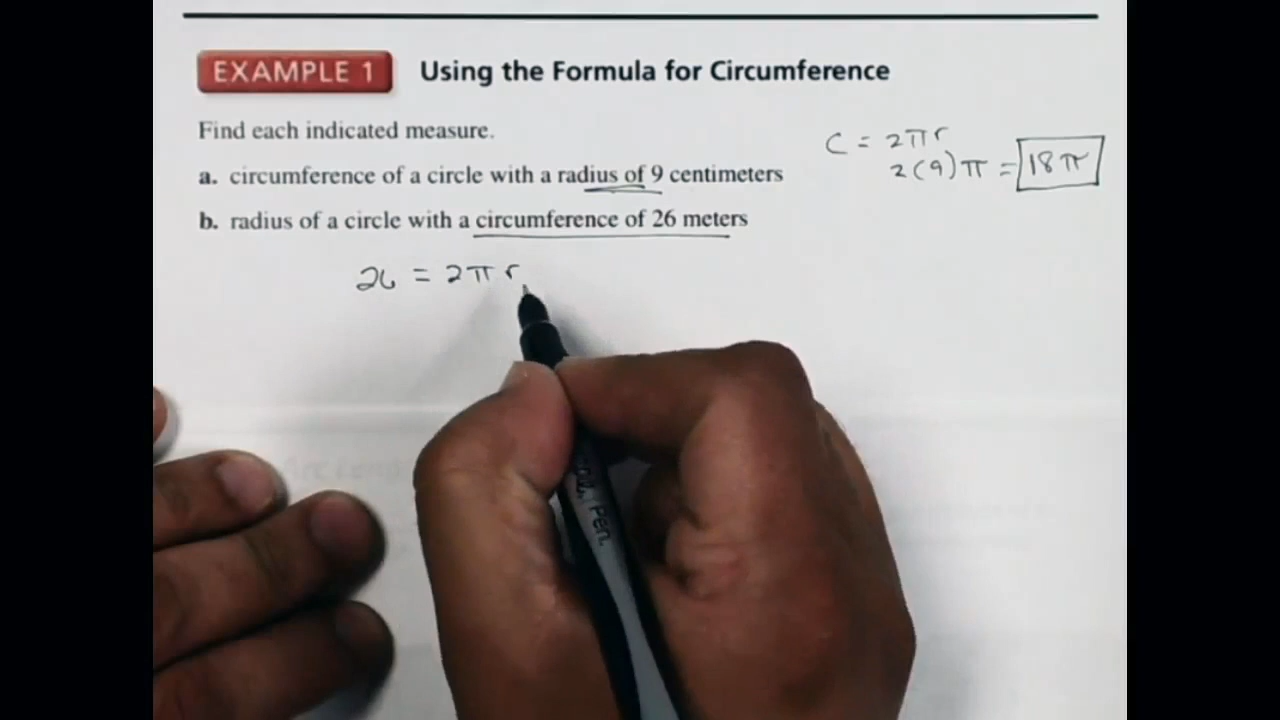 EXAMPLE 1 Using the Formula for Circumference
Find each indicated measure.
a. circumference of a circle with a radius of 9 centimeters
b. radius of a circle with a circumference of 26 meters
C = 2πr
2(9)π = 18π
26 = 2πr
Pen.